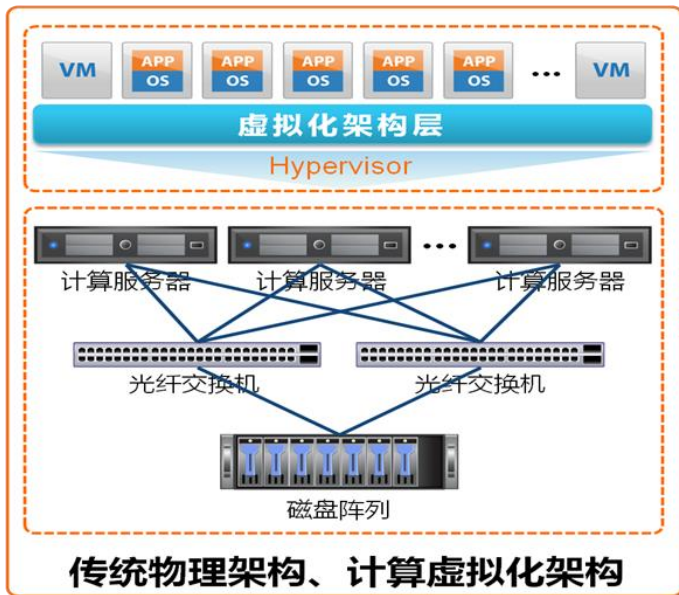 VM APP APP APP APP APP ... VM
OS OS OS OS OS
虚拟化架构层
Hypervisor
...
计算服务器 计算服务器 计算服务器
光纤交换机 光纤交换机
磁盘阵列
传统物理架构、计算虚拟化架构